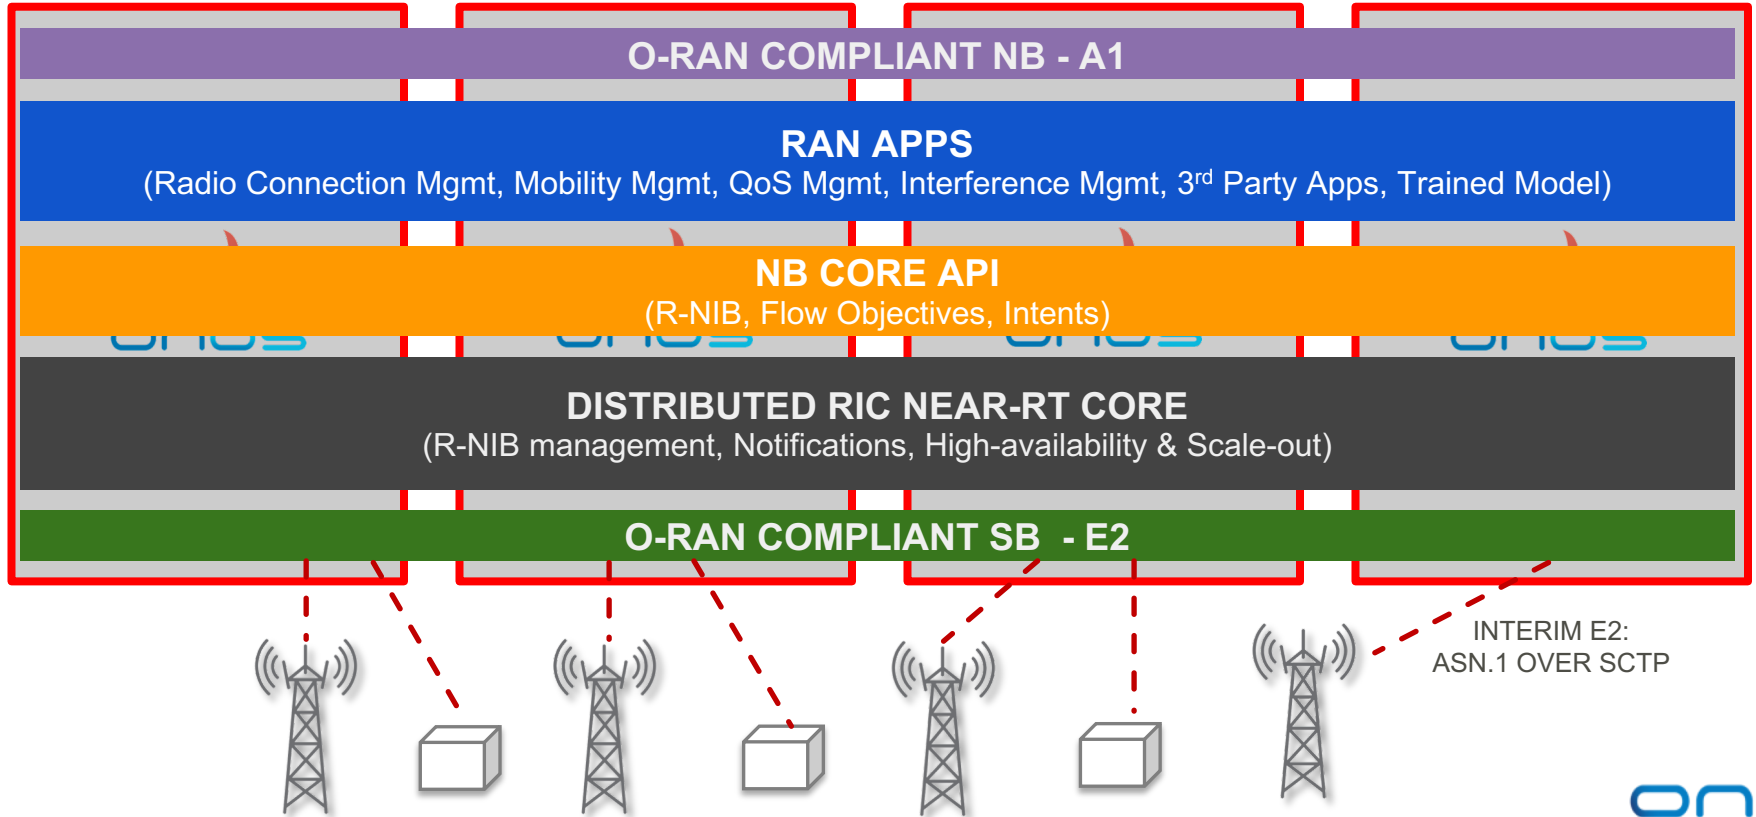 O-RAN COMPLIANT NB - A1
RAN APPS
(Radio Connection Mgmt, Mobility Mgmt, QoS Mgmt, Interference Mgmt, 3rd Party Apps, Trained Model)
NB CORE API
(R-NIB, Flow Objectives, Intents)
DISTRIBUTED RIC NEAR-RT CORE
(R-NIB management, Notifications, High-availability & Scale-out)
O-RAN COMPLIANT SB - E2
INTERIM E2:
ASN.1 OVER SCTP